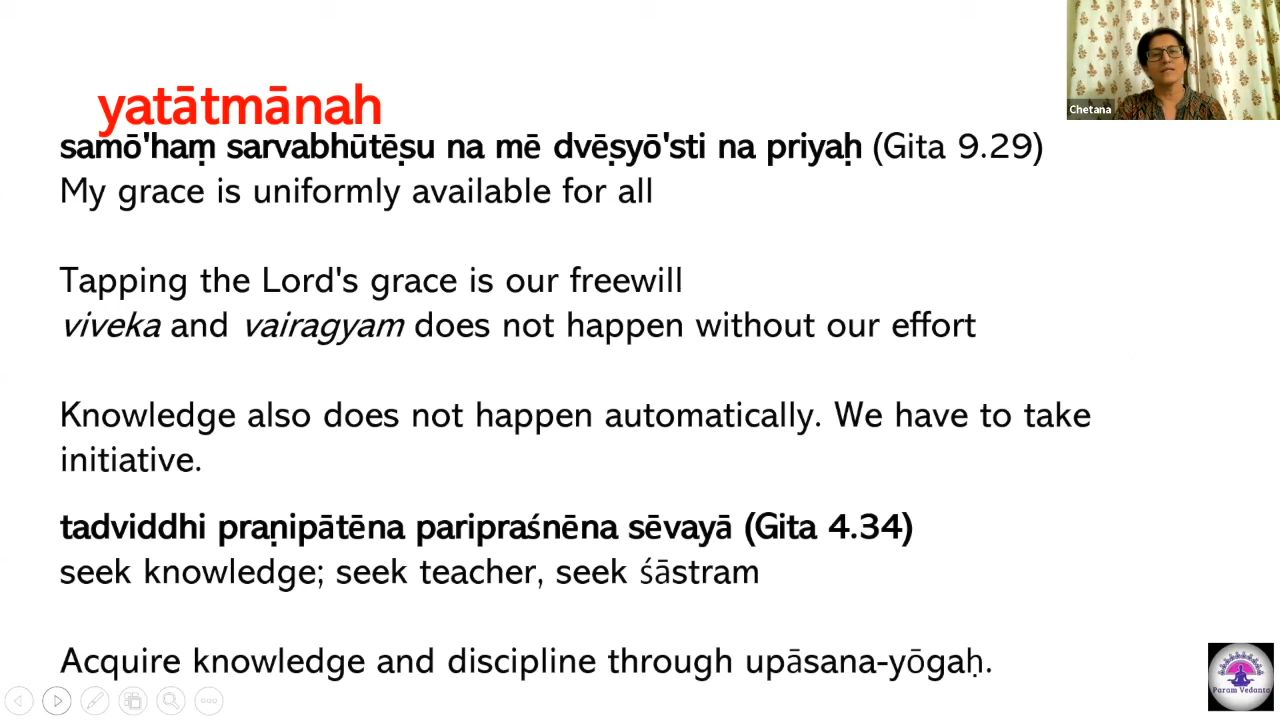 Chetana
yatātmānah
samō'haṃ sarvabhūtēṣu na mē dvēṣyō'sti na priyaḥ (Gita 9.29)
My grace is uniformly available for all
Tapping the Lord's grace is our freewill
viveka and vairagyam does not happen without our effort
Knowledge also does not happen automatically. We have to take
initiative.
tadviddhi praṇipātēna paripraśnēna sēvayā (Gita 4.34)
seek knowledge; seek teacher, seek śāstram
Acquire knowledge and discipline through upāsana-yōgaḥ.
Param Vedanta